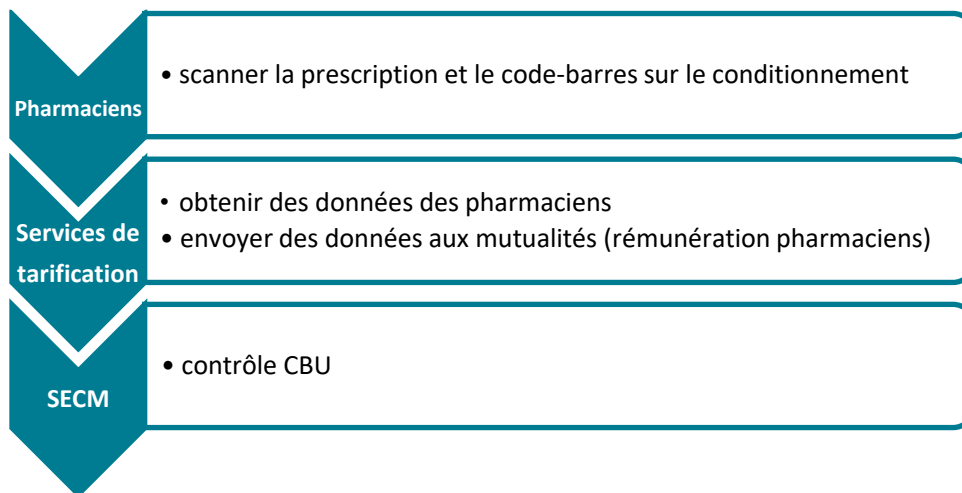 Pharmaciens
• scanner la prescription et le code-barres sur le conditionnement
Services de
tarification
• obtenir des données des pharmaciens
• envoyer des données aux mutualités (rémunération pharmaciens)
SECM
• contrôle CBU